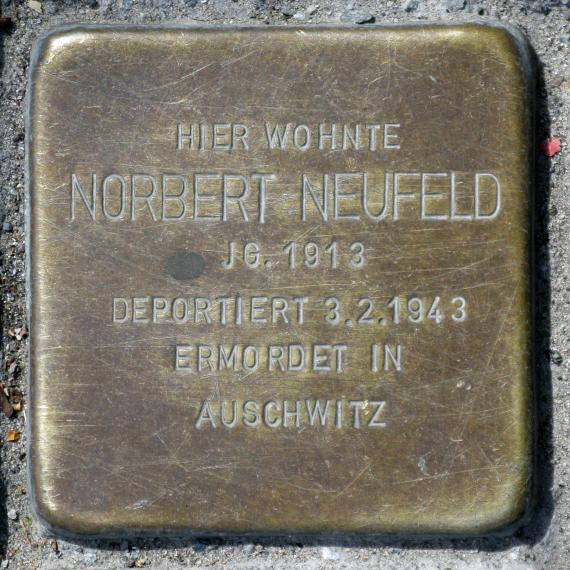 HIER WOHNTE
NORBERT NEUFELD
JG. 1913
DEPORTIERT 3.2.1943
ERMORDET IN
AUSCHWITZ